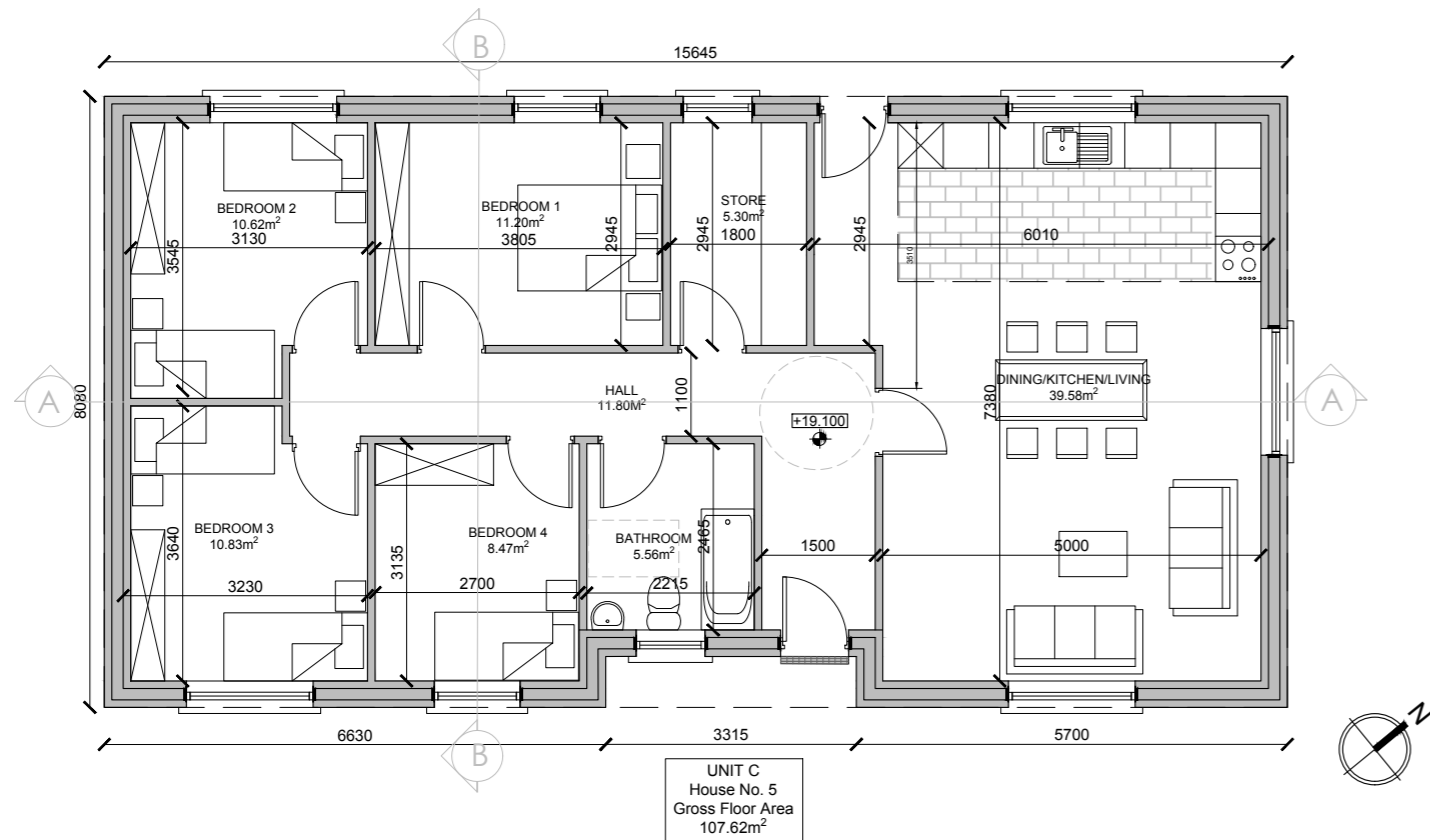 B
15645
BEDROOM 2
10.62m²
3130
3545
BEDROOM 1
11.20m²
3805
2945
STORE
5.30m²
1800
2945
2945
3510
6010
A
8080
HALL
11.80M²
1100
+19.100
DINING/KITCHEN/LIVING
39.58m²
7380
A
BEDROOM 3
10.83m²
3640
3230
BEDROOM 4
8.47m²
3135
2700
BATHROOM
5.56m²
2465
2215
1500
5000
6630
B
3315
5700
N
UNIT C
House No. 5
Gross Floor Area
107.62m²